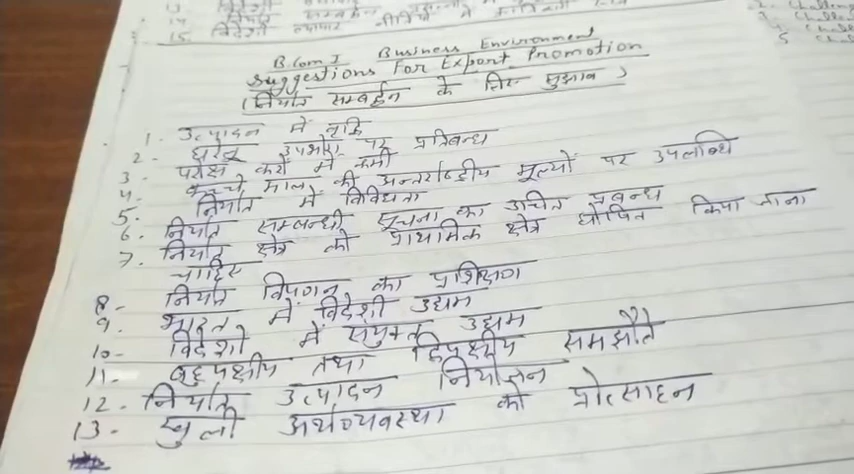 15. विदेशी व्यापार नीतियों में
B.Com I Business Environment
Suggestions For Export Promotion
(निर्यात सम्बर्द्धन के लिए सुझाव)
1. उत्पादन में वृद्धि
2- घरेलू उपभोग पर प्रतिबन्ध
3- परोक्ष करों में कमी
4- कच्चे माल की अन्तर्राष्ट्रीय मूल्यों पर उपलब्धि
5. निर्यात में विविधता
6- निर्यात सम्बन्धी सूचना का उचित प्रबन्ध
7. निर्यात क्षेत्र को प्राथमिक क्षेत्र घोषित किया जाना
चाहिए
8- निर्यात विपणन का प्रशिक्षण
9. भारत में विदेशी उद्यम
10- विदेशों में संयुक्त उद्यम
11- बहुपक्षीय तथा द्विपक्षीय समझौते
12- निर्यात उत्पादन नियोजन
13- खुली अर्थव्यवस्था को प्रोत्साहन